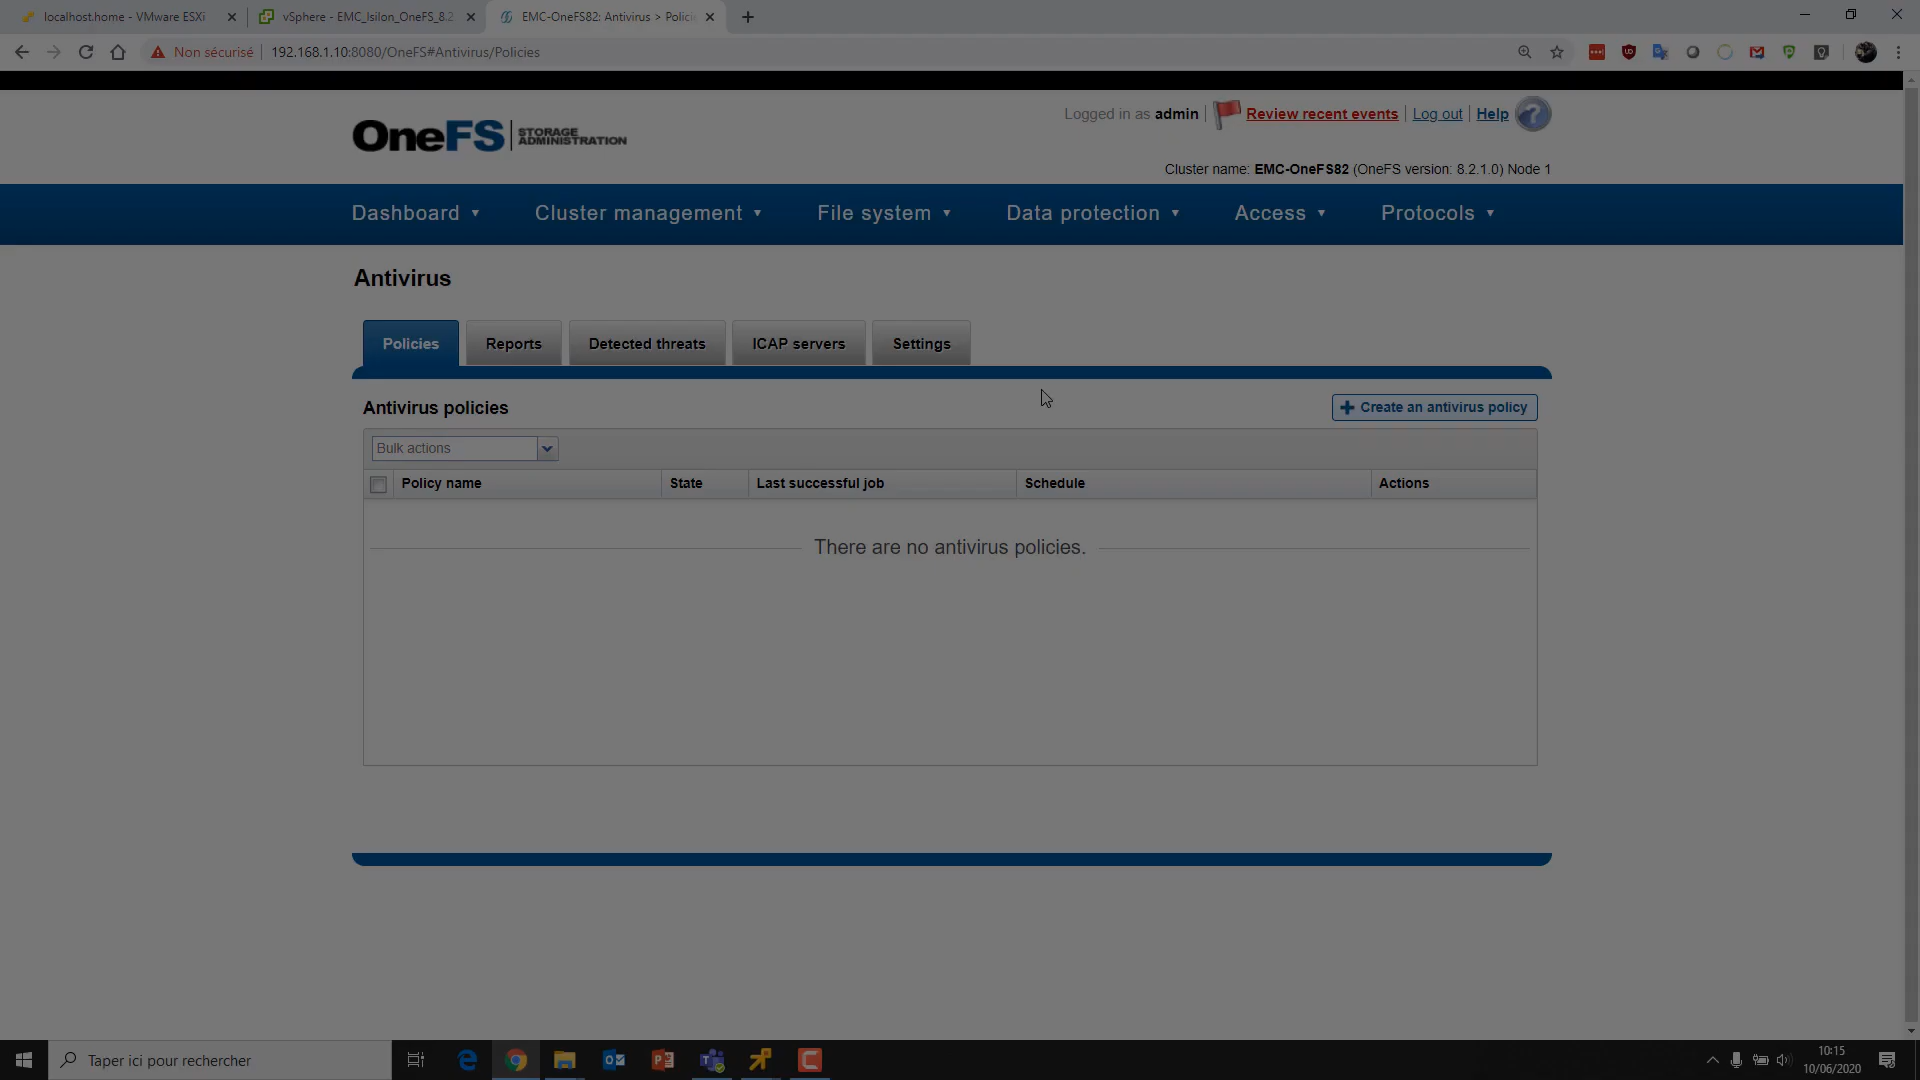 localhost.home - VMware ESXi
vSphere - EMC_Isilon_OneFS_8.2
EMC-OneFS82: Antivirus > Polici
Non sécurisé
192.168.1.10:8080/OneFS#Antivirus/Policies
OneFS STORAGE ADMINISTRATION
Logged in as admin
Review recent events
Log out
Help
Cluster name: EMC-OneFS82 (OneFS version: 8.2.1.0) Node 1
Dashboard
Cluster management
File system
Data protection
Access
Protocols
Antivirus
Policies
Reports
Detected threats
ICAP servers
Settings
Antivirus policies
Create an antivirus policy
Bulk actions
Policy name
State
Last successful job
Schedule
Actions
There are no antivirus policies.
Taper ici pour rechercher
10:15
10/06/2020